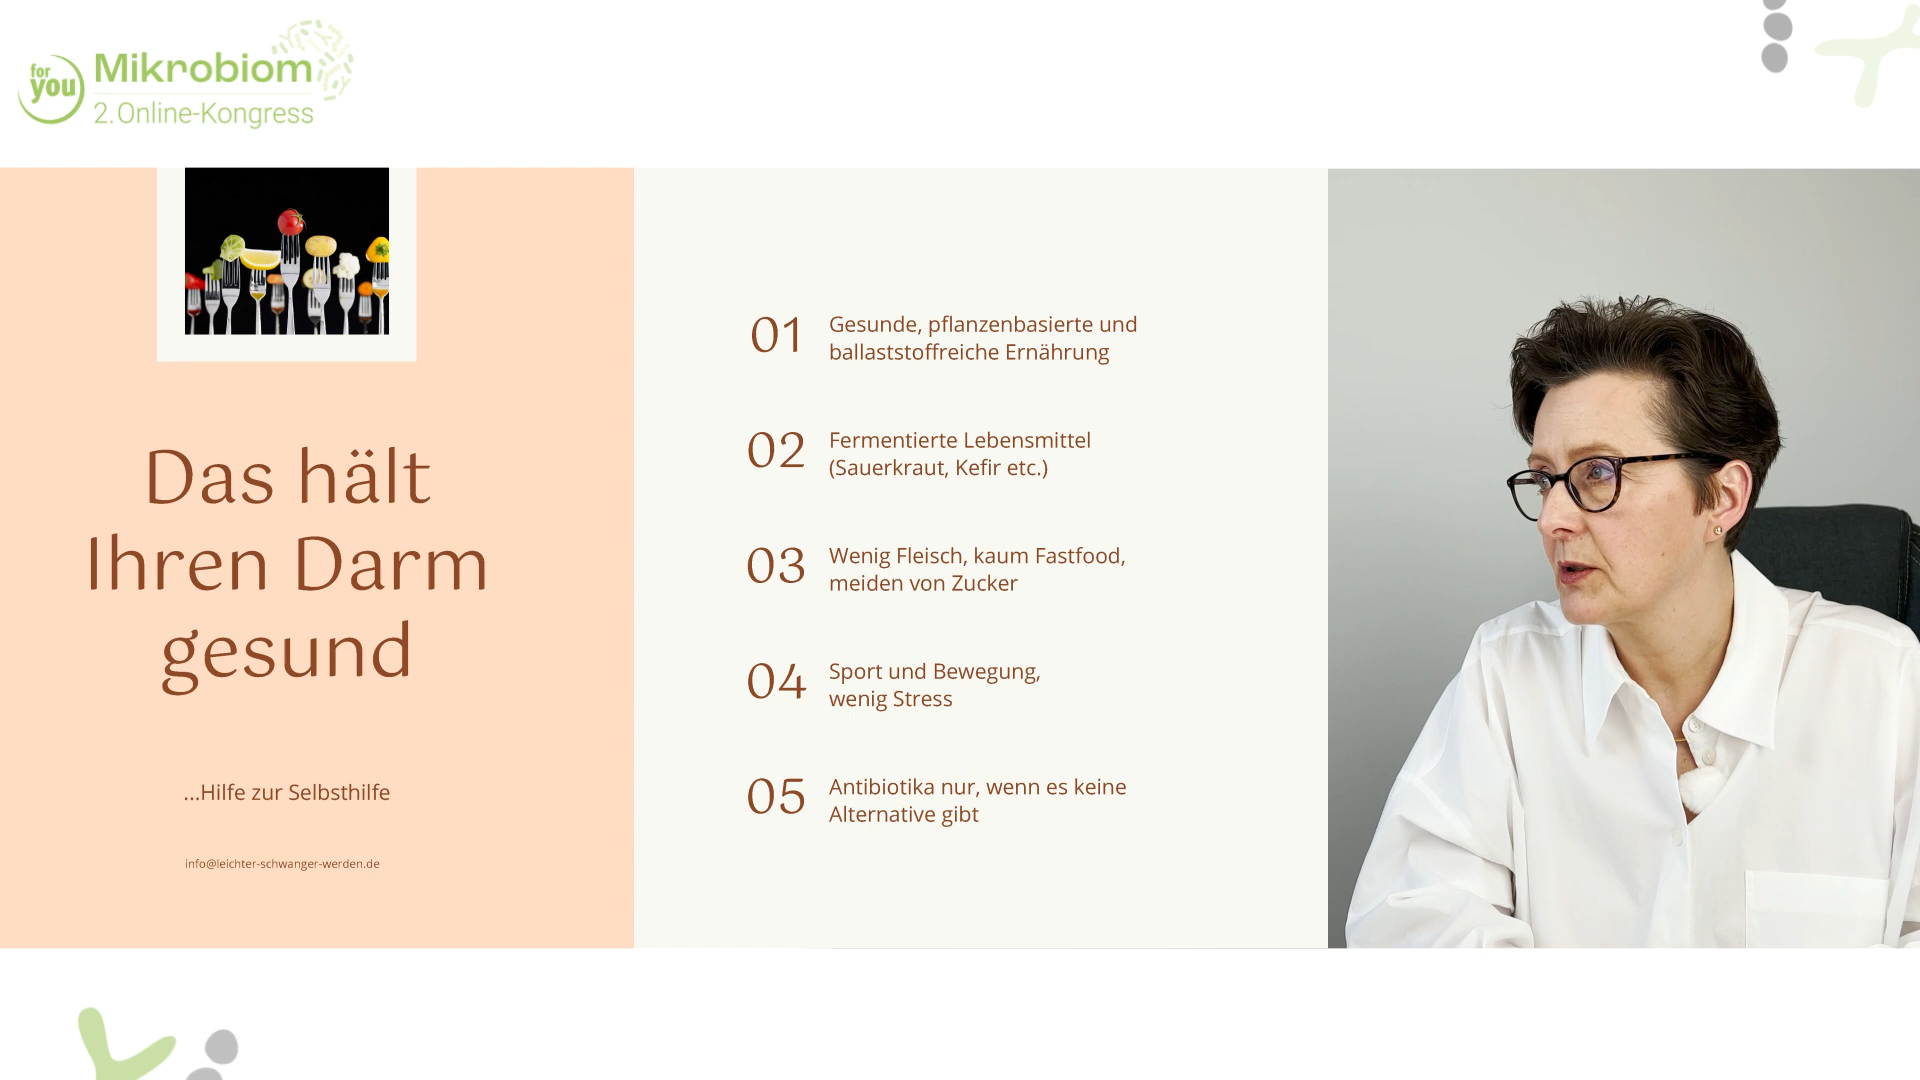 for
you
Mikrobiom
2. Online-Kongress
Das hält
Ihren Darm
gesund
...Hilfe zur Selbsthilfe
info@leichter-schwanger-werden.de
01 Gesunde, pflanzenbasierte und
ballaststoffreiche Ernährung
02 Fermentierte Lebensmittel
(Sauerkraut, Kefir etc.)
03 Wenig Fleisch, kaum Fastfood,
meiden von Zucker
04 Sport und Bewegung,
wenig Stress
05 Antibiotika nur, wenn es keine
Alternative gibt